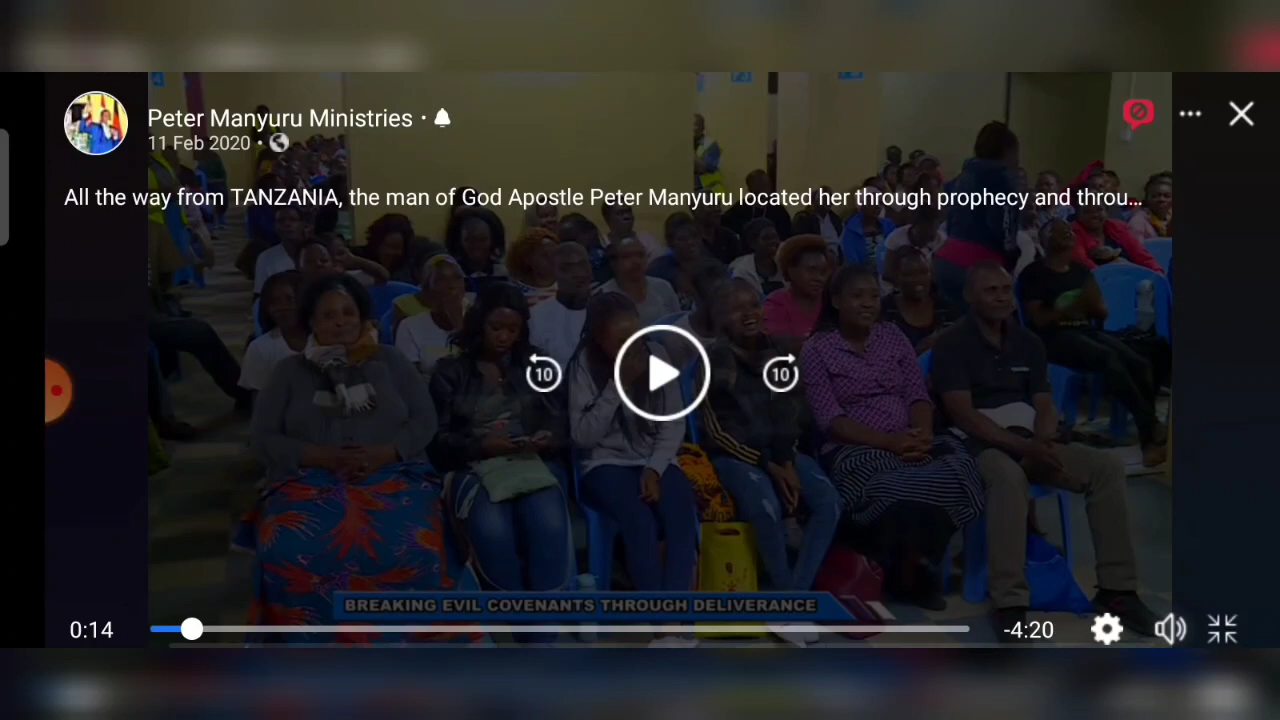 Peter Manyuru Ministries ·
11 Feb 2020 ·
All the way from TANZANIA, the man of God Apostle Peter Manyuru located her through prophecy and throu...
10
10
BREAKING EVIL COVENANTS THROUGH DELIVERANCE
0:14
-4:20